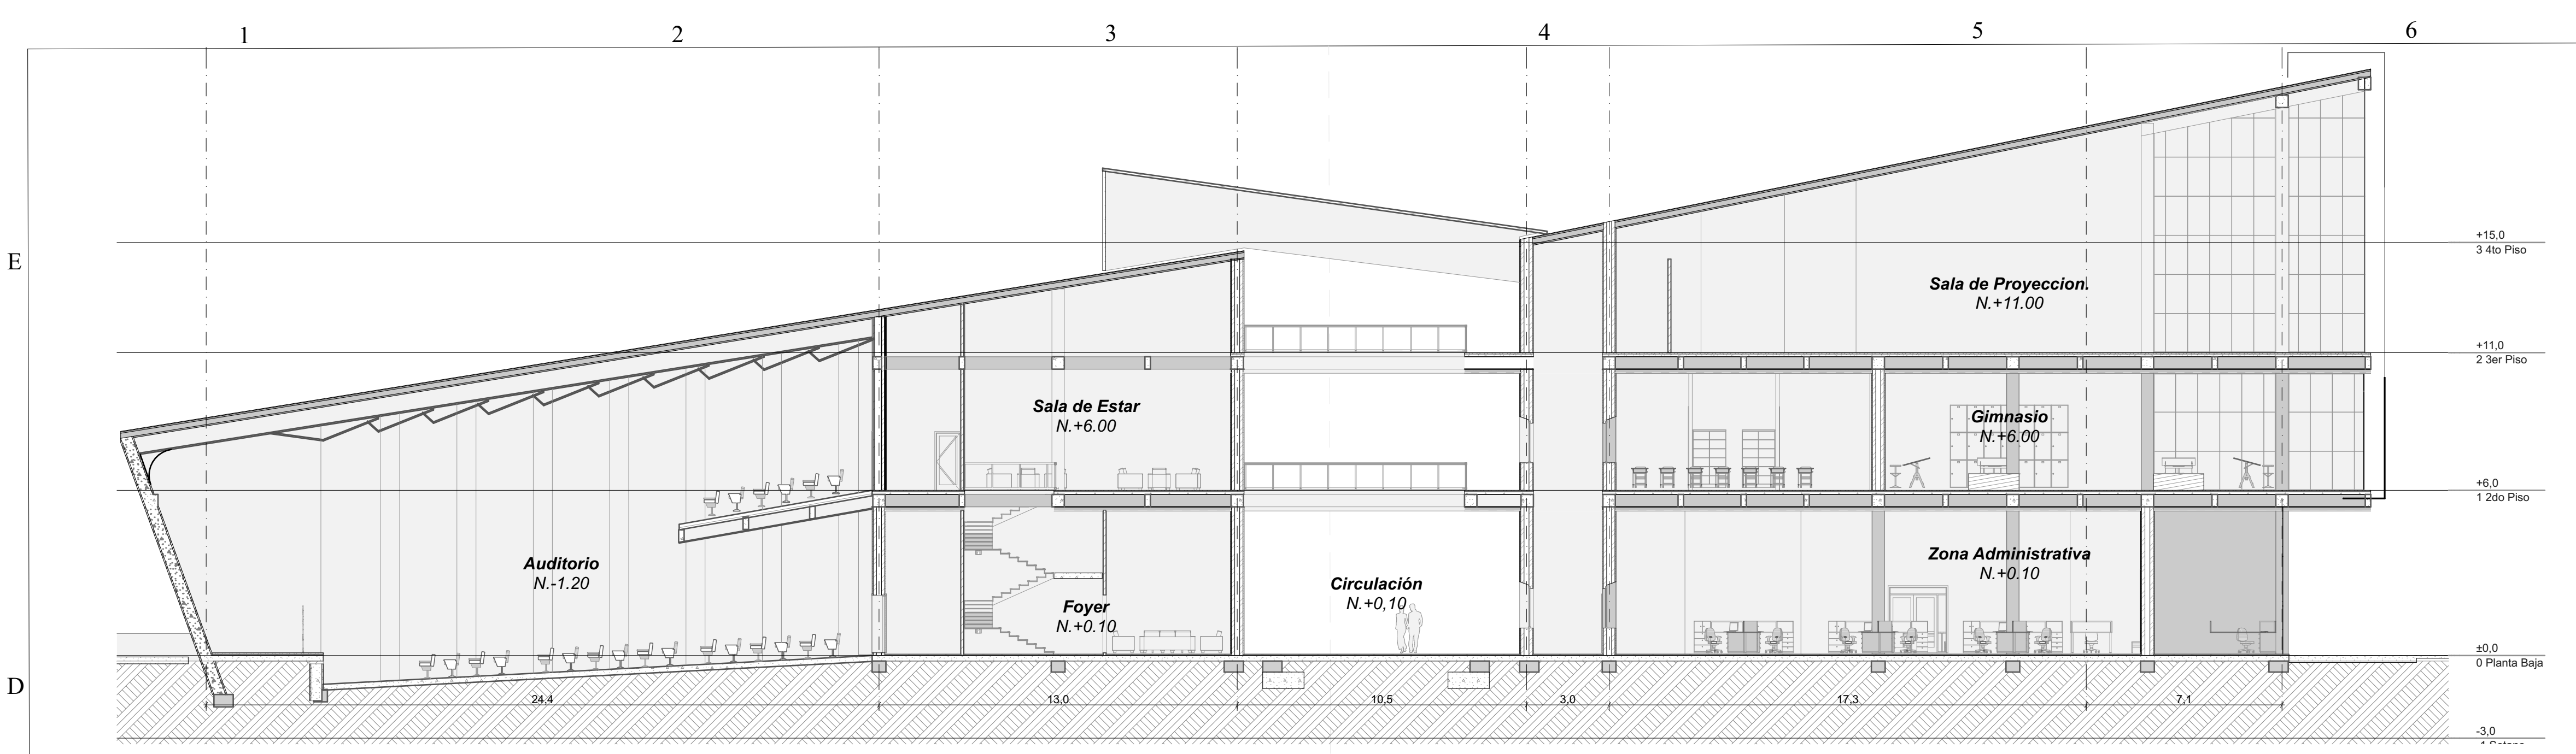 1 2 3 4 5 6
E
+15,0
3 4to Piso
Sala de Proyeccion.
N.+11.00
+11,0
2 3er Piso
Sala de Estar
N.+6.00
Gimnasio
N.+6.00
+6,0
1 2do Piso
Auditorio
N.-1.20
Foyer
N.+0.10
Circulación
N.+0,10
Zona Administrativa
N.+0.10
±0,0
0 Planta Baja
D
24,4 13,0 10,5 3,0 17,3 7,1
-3,0